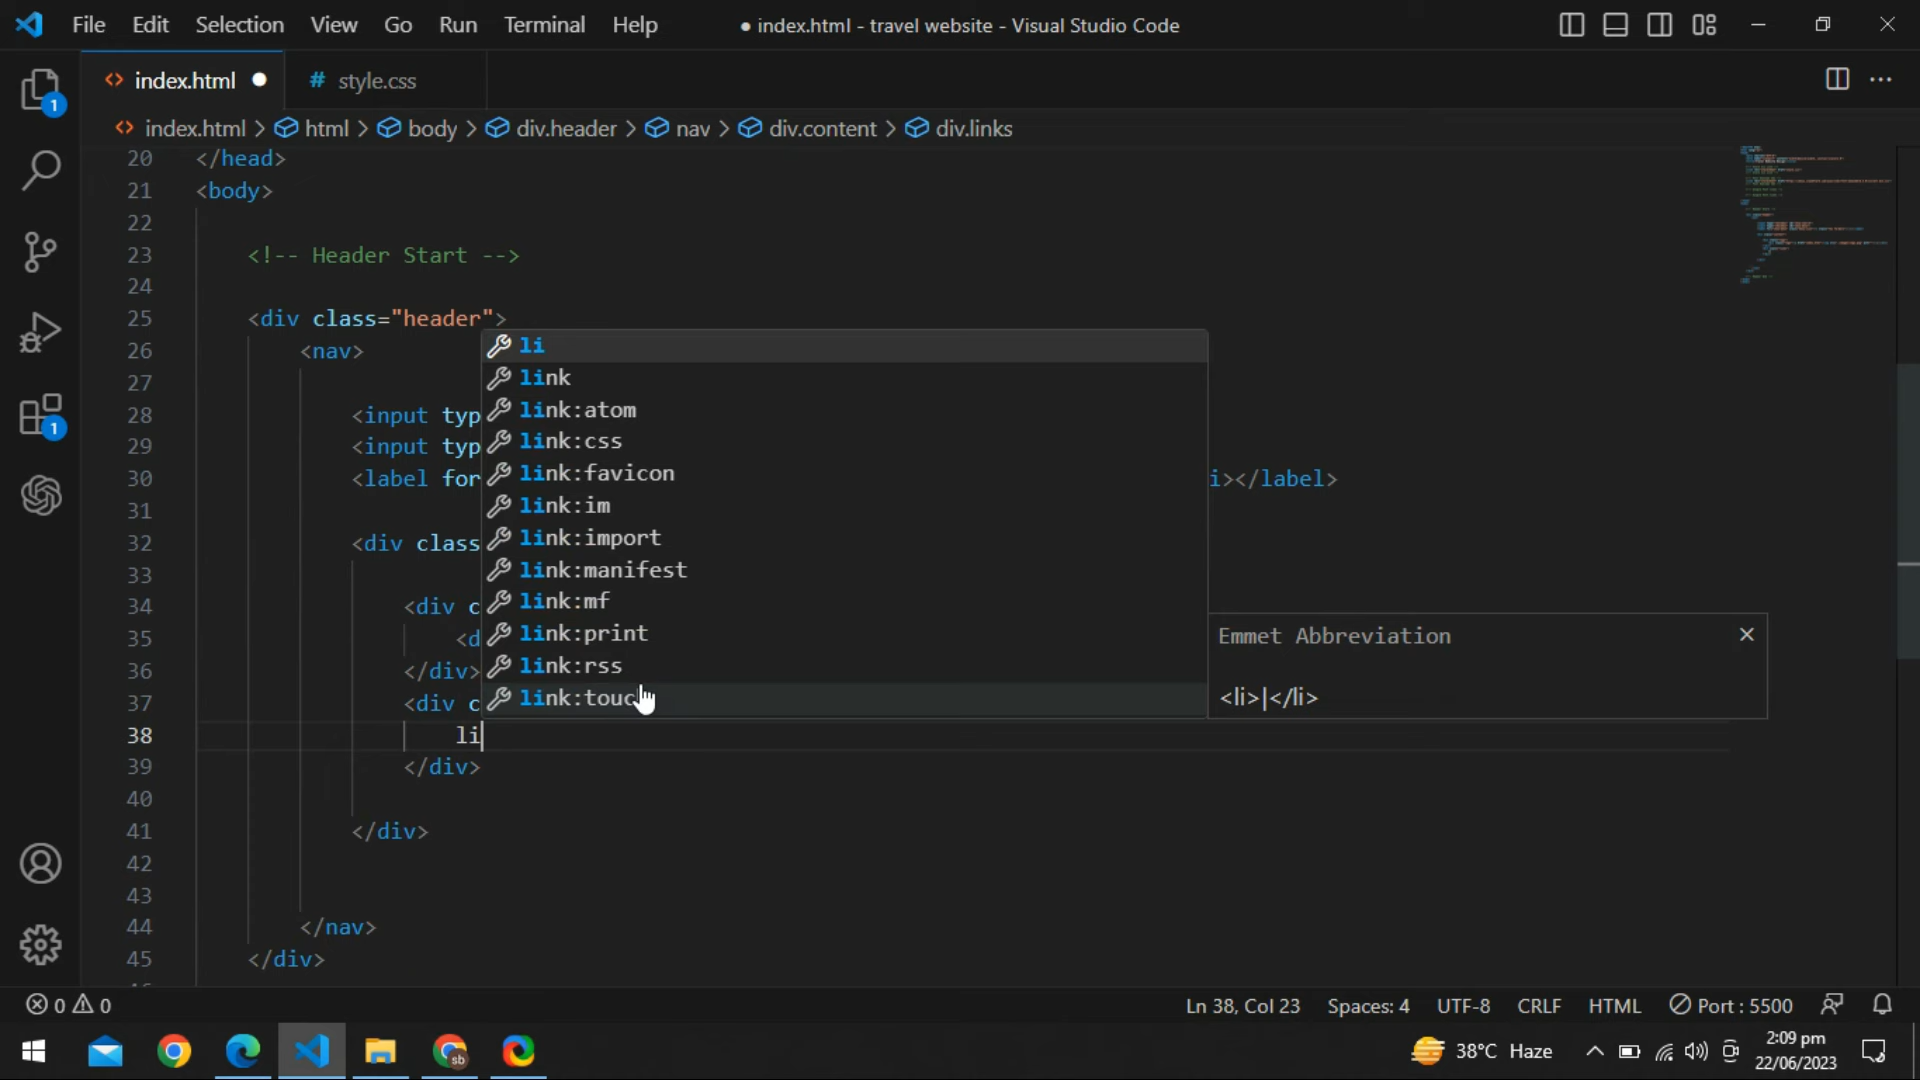 File Edit Selection View Go Run Terminal Help ● index.html - travel website - Visual Studio Code
<> index.html ● # style.css ···
<> index.html > html > body > div.header > nav > div.content > div.links
20 </head>
21 <body>
22
23 <!-- Header Start -->
24
25 <div class="header">
26 <nav>
27
28 <input typ
29 <input typ
30 <label for i></label>
31
32 <div class
33
34 <div c
35 <d
36 </div>
37 <div c
38 li
39 </div>
40
41 </div>
42
43
44 </nav>
45 </div>
li
link
link:atom
link:css
link:favicon
link:im
link:import
link:manifest
link:mf
link:print
link:rss
link:touc
Emmet Abbreviation
<li>|</li>
1
1
0 0 Ln 38, Col 23 Spaces: 4 UTF-8 CRLF HTML Port : 5500
sb 38°C Haze 2:09 pm
22/06/2023